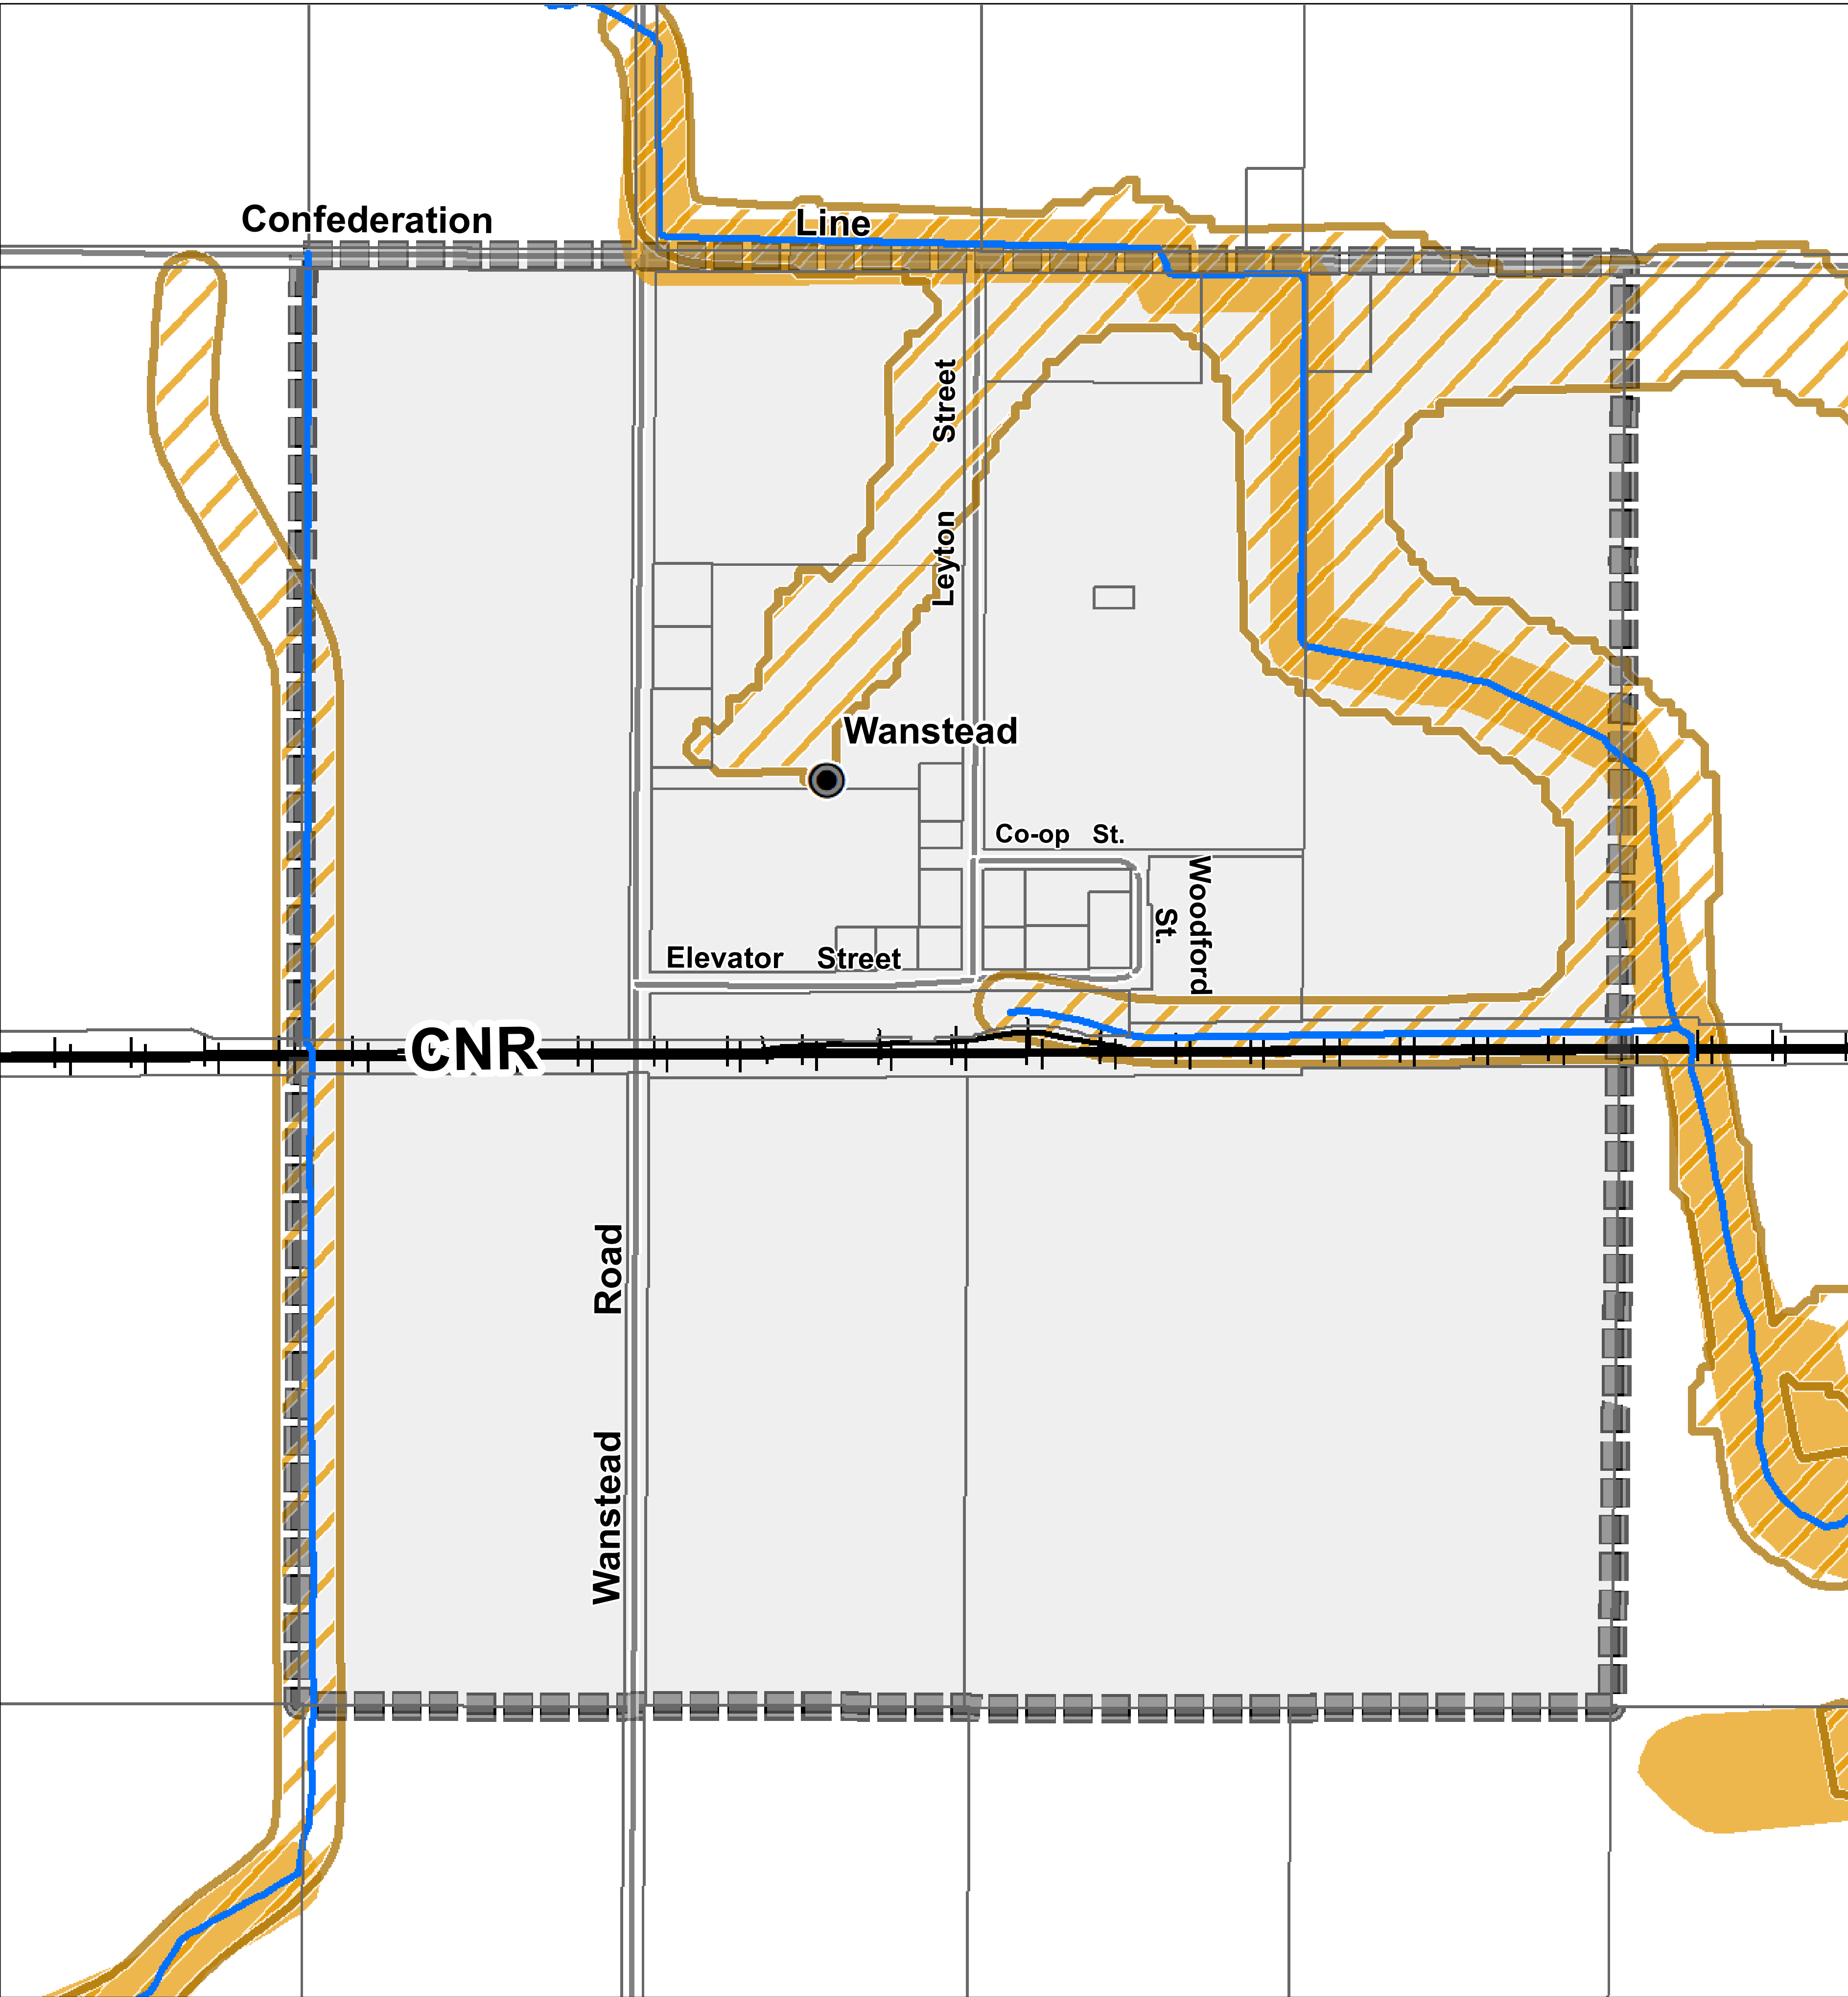 Confederation Line
Leyton Street
Wanstead
Co-op St.
Woodford St.
Elevator Street
CNR
Wanstead Road